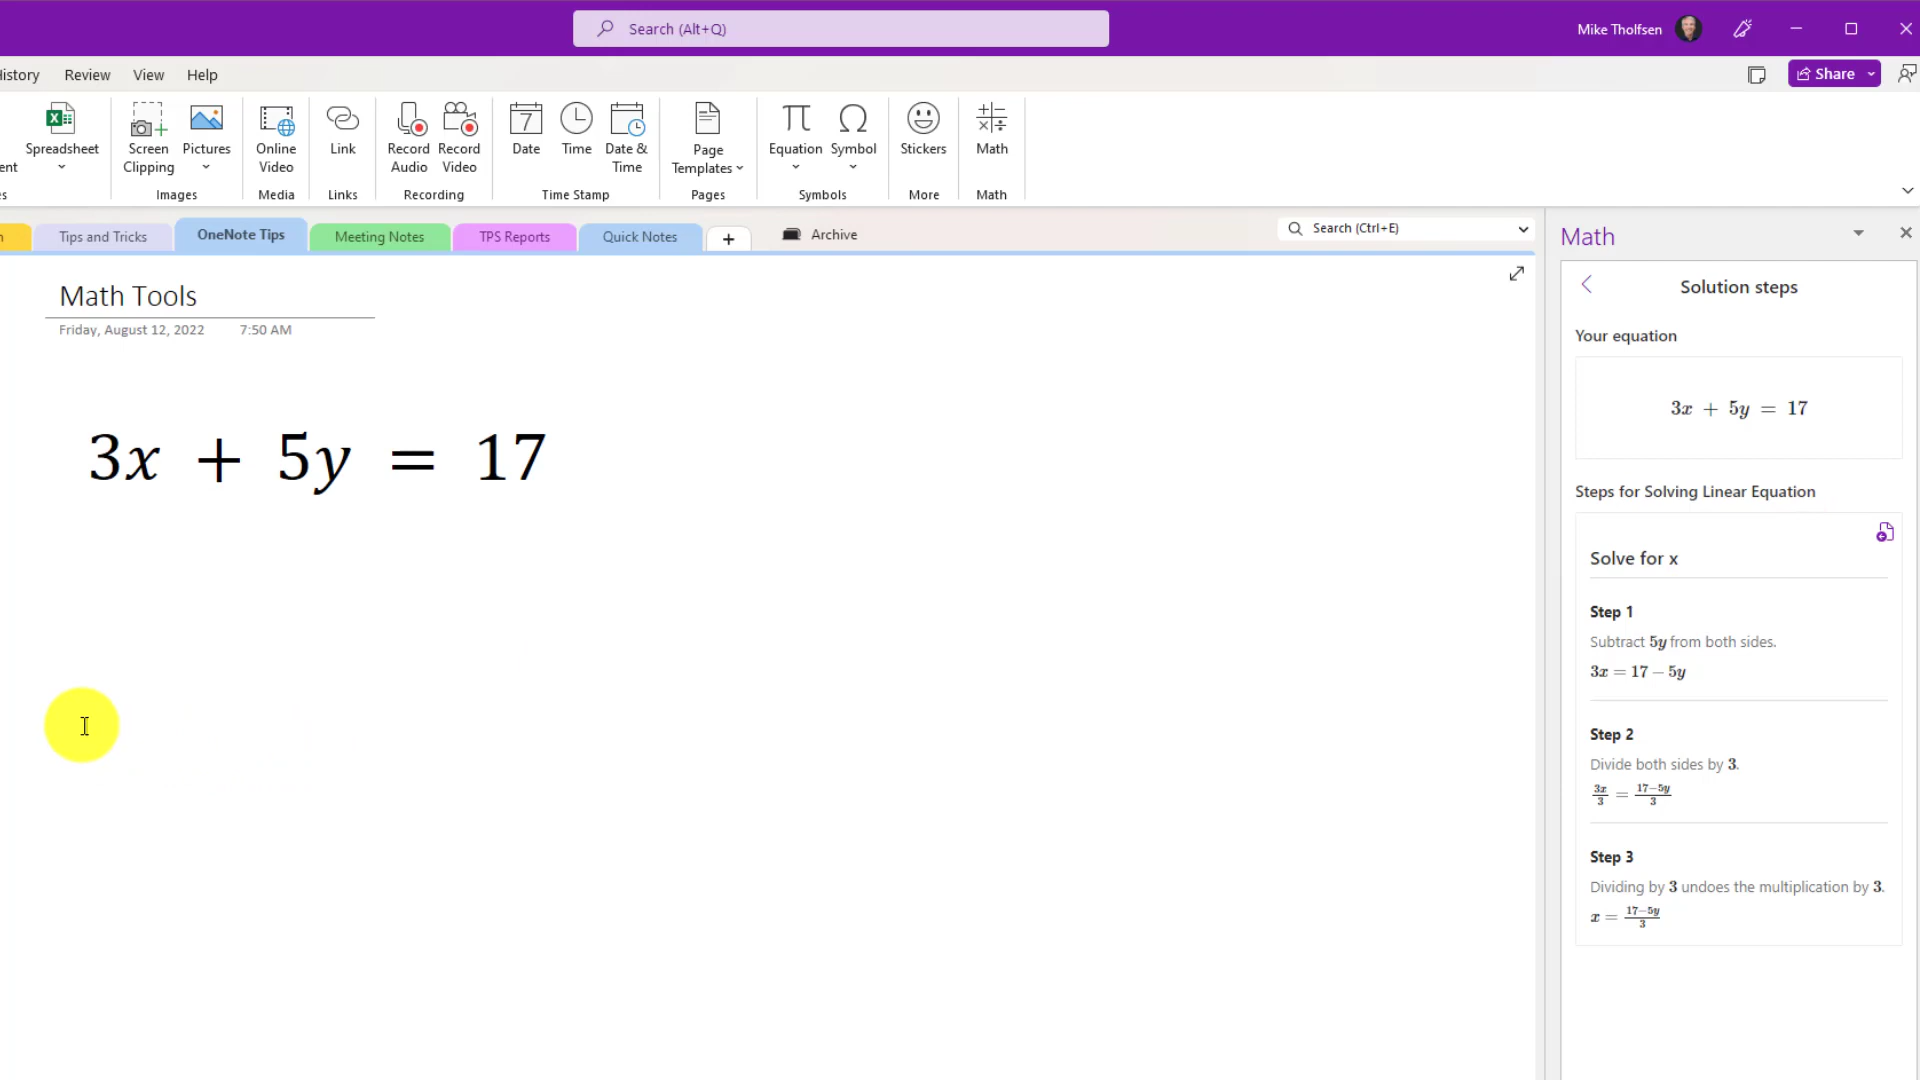 Search (Alt+Q)
Mike Tholfsen
History Review View Help
Share
Spreadsheet
Screen Clipping
Pictures
Online Video
Link
Record Audio
Record Video
7
Date
Time
Date & Time
Page Templates
Equation
Symbol
Stickers
Math
Images
Media
Links
Recording
Time Stamp
Pages
Symbols
More
Math
Tips and Tricks
OneNote Tips
Meeting Notes
TPS Reports
Quick Notes
+
Archive
Search (Ctrl+E)
Math Tools
Friday, August 12, 2022 7:50 AM
3x + 5y = 17
Math
Solution steps
Your equation
3x + 5y = 17
Steps for Solving Linear Equation
Solve for x
Step 1
Subtract 5y from both sides.
3x = 17 − 5y
Step 2
Divide both sides by 3.
3x/3 = 17−5y/3
Step 3
Dividing by 3 undoes the multiplication by 3.
x = 17−5y/3